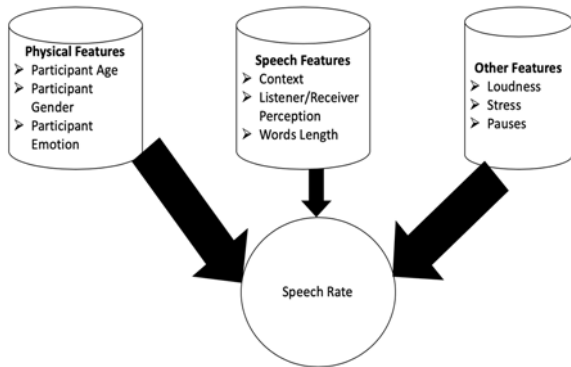 Physical Features
➢ Participant Age
➢ Participant
Gender
➢ Participant
Emotion
Speech Features
➢ Context
➢ Listener/Receiver
Perception
➢ Words Length
Other Features
➢ Loudness
➢ Stress
➢ Pauses
Speech Rate